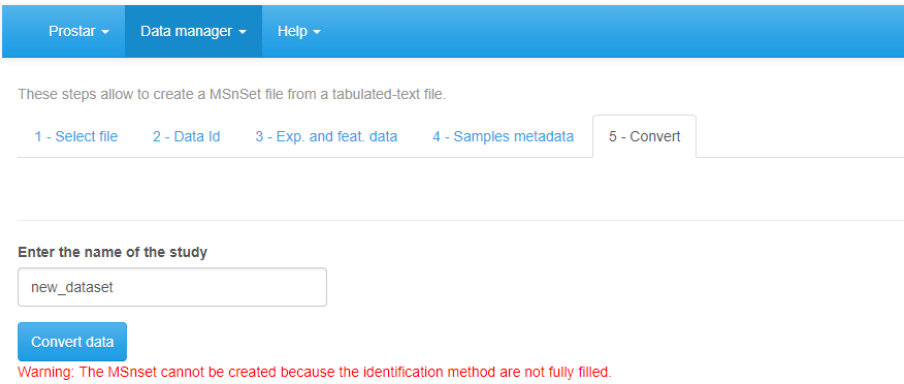 Prostar Data manager Help
These steps allow to create a MSnSet file from a tabulated-text file.
1 - Select file 2 - Data Id 3 - Exp. and feat. data 4 - Samples metadata 5 - Convert
Enter the name of the study
new_dataset
Convert data
Warning: The MSnset cannot be created because the identification method are not fully filled.